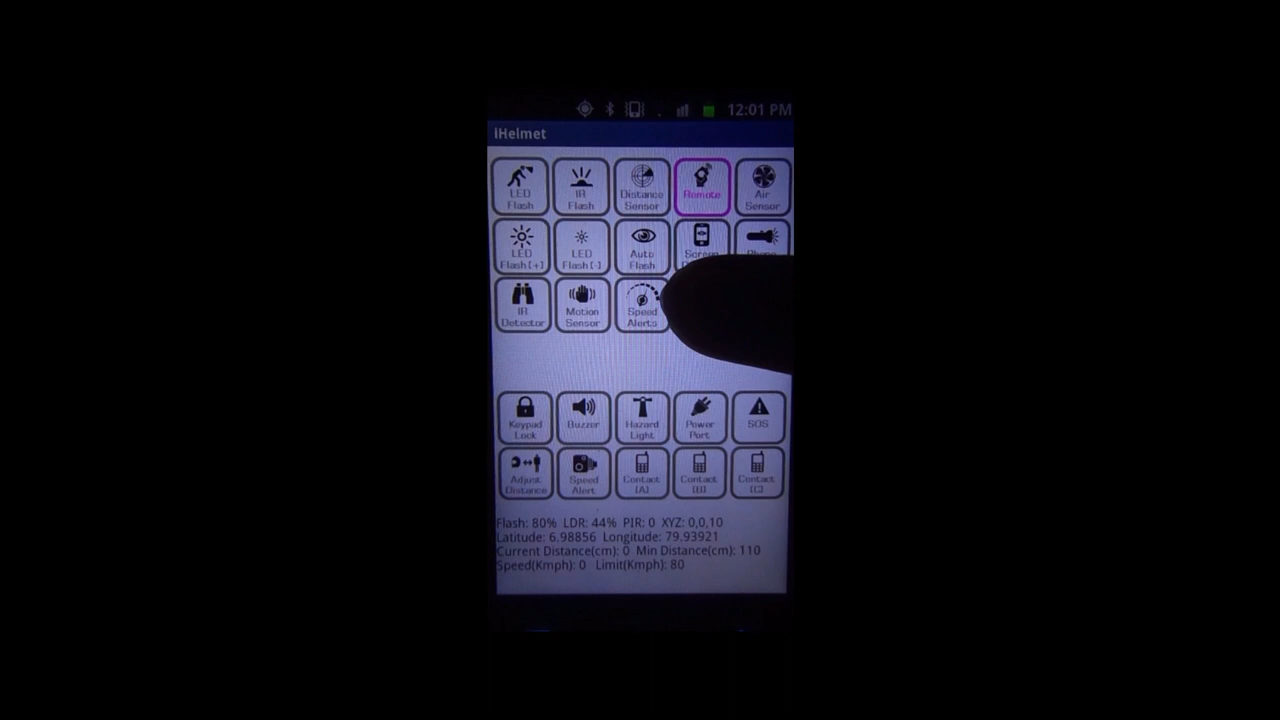 12:01 PM
iHelmet
LED Flash
IR Flash
Distance Sensor
Remote
Air Sensor
LED Flash[+]
LED Flash[-]
Auto Flash
IR Detector
Motion Sensor
Speed Alerts
Keypad Lock
Buzzer
Hazard Light
Power Port
SOS
Adjust Distance
Speed Alert
Contact [A]
Contact [B]
Contact [C]
Flash: 80% LDR: 44% PIR: 0 XYZ: 0,0,10
Latitude: 6.98856 Longitude: 79.93921
Current Distance(cm): 0 Min Distance(cm): 110
Speed(Kmph): 0 Limit(Kmph): 80